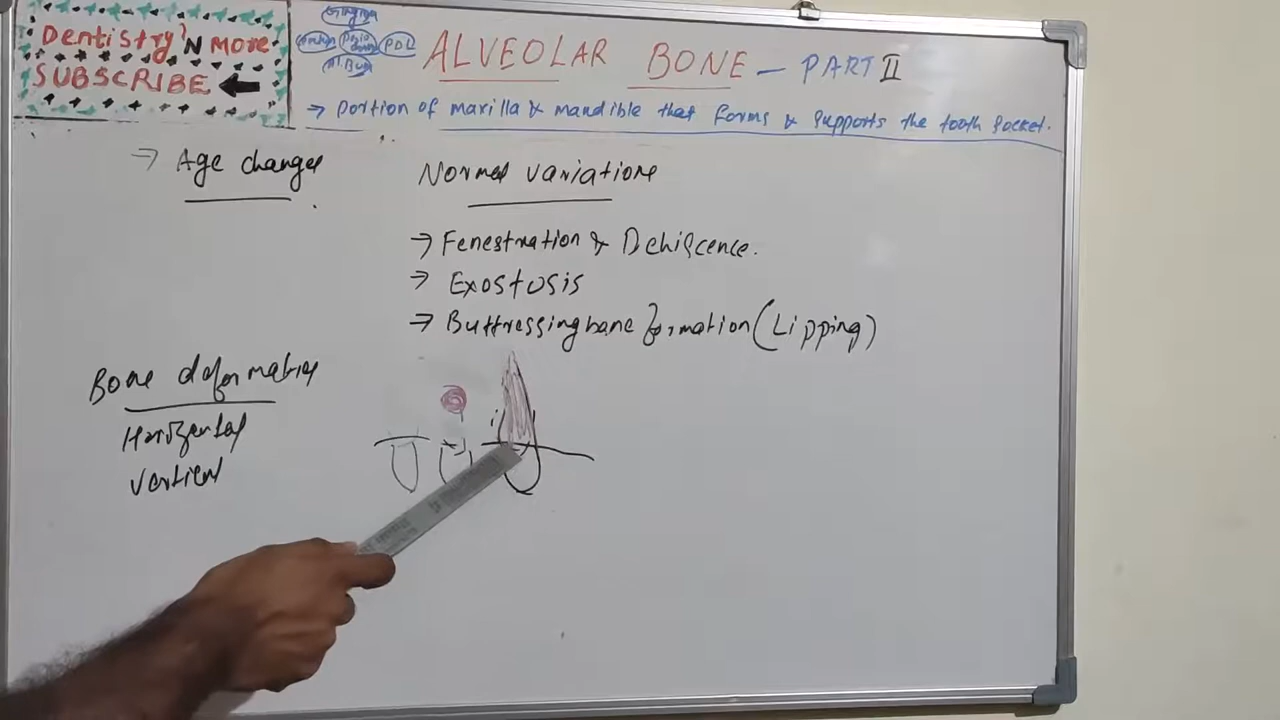 Dentistry'N more
SUBSCRIBE
Gingiva
PDL
ALVEOLAR BONE - PART II
→ Portion of maxilla & mandible that forms & supports the tooth socket.
→ Age changes
Normal variations
→ Fenestration & Dehiscence.
→ Exostosis
→ Buttressing bone formation (Lipping)
Bone deformaties
Horizontal
Vertical